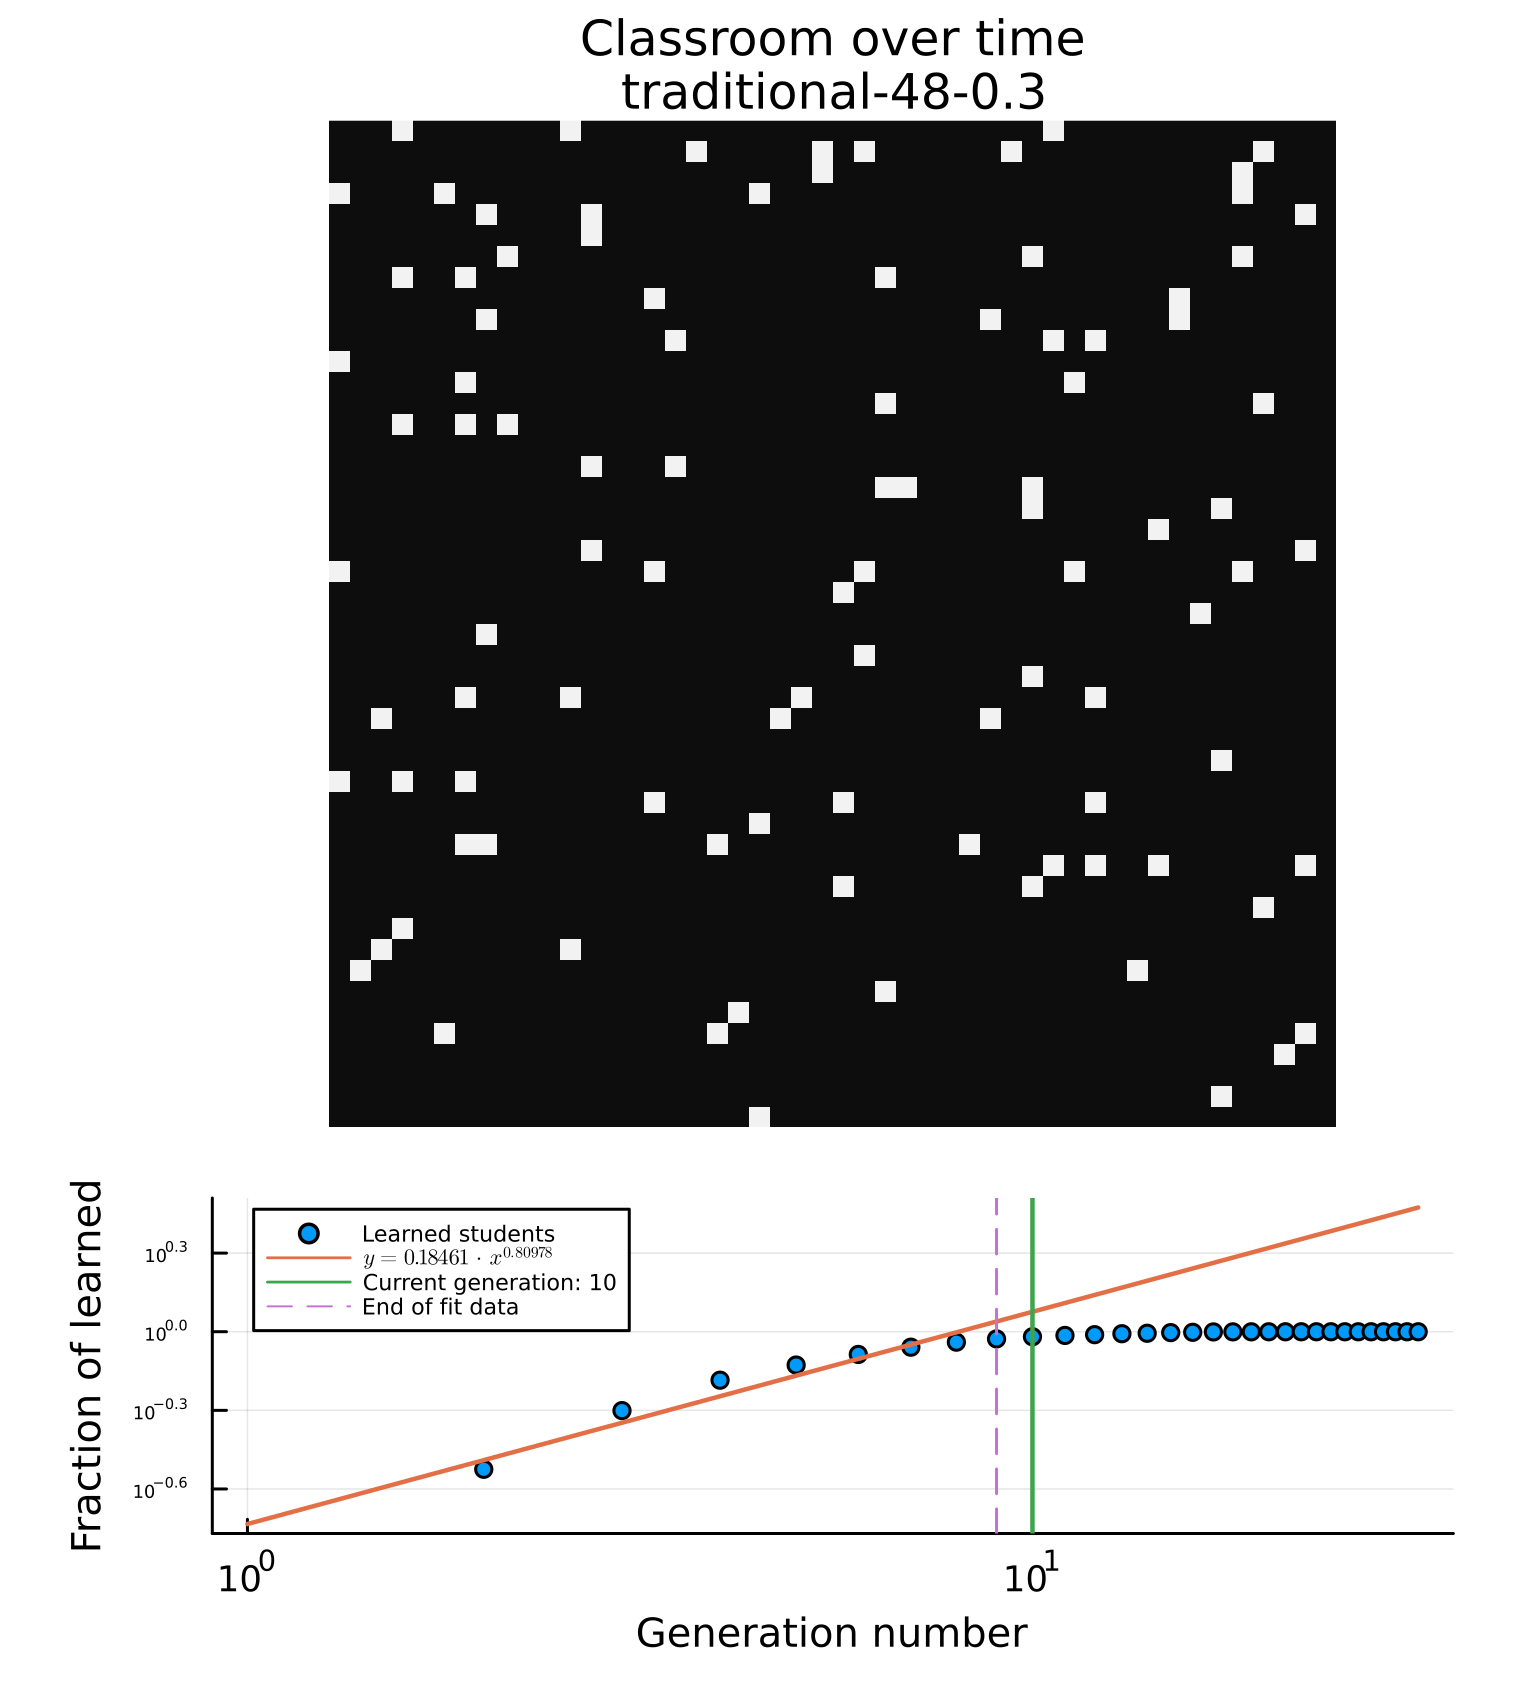 Classroom over time
traditional-48-0.3
Fraction of learned
10^0.3
10^0.0
10^−0.3
10^−0.6
Learned students
y = 0.18461 · x^0.80978
Current generation: 10
End of fit data
10^0
10^1
Generation number